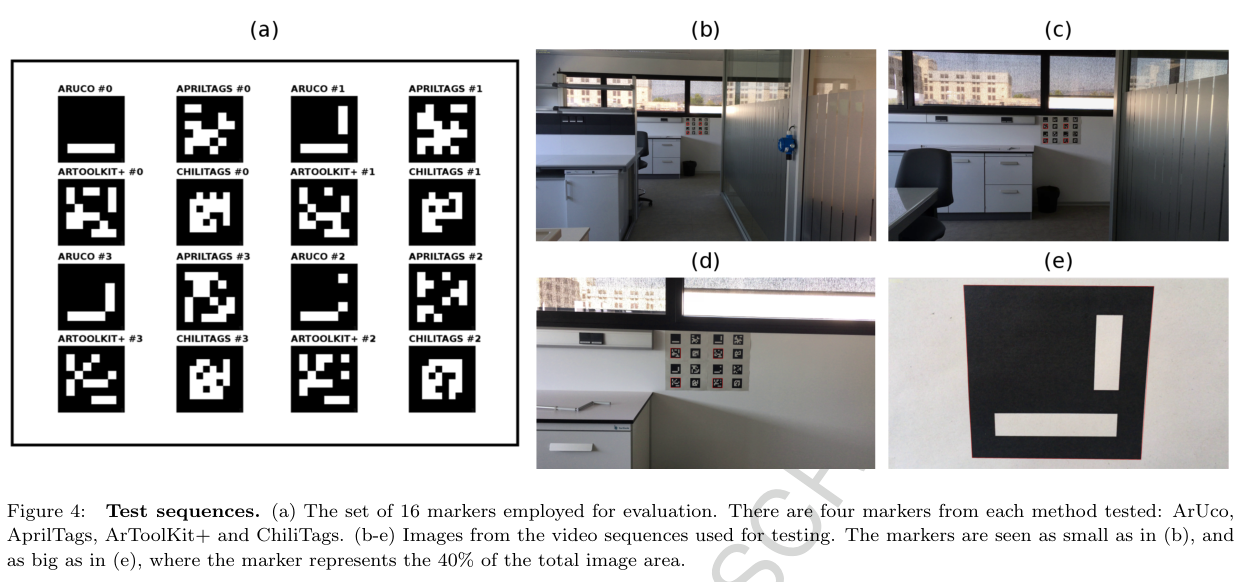 (a)
(b)
(c)
ARUCO #0 APRILTAGS #0 ARUCO #1 APRILTAGS #1
ARTOOLKIT+ #0 CHILITAGS #0 ARTOOLKIT+ #1 CHILITAGS #1
ARUCO #3 APRILTAGS #3 ARUCO #2 APRILTAGS #2
ARTOOLKIT+ #3 CHILITAGS #3 ARTOOLKIT+ #2 CHILITAGS #2
(d)
(e)
Figure 4: Test sequences. (a) The set of 16 markers employed for evaluation. There are four markers from each method tested: ArUco,
AprilTags, ArToolKit+ and ChiliTags. (b-e) Images from the video sequences used for testing. The markers are seen as small as in (b), and
as big as in (e), where the marker represents the 40% of the total image area.
SCR